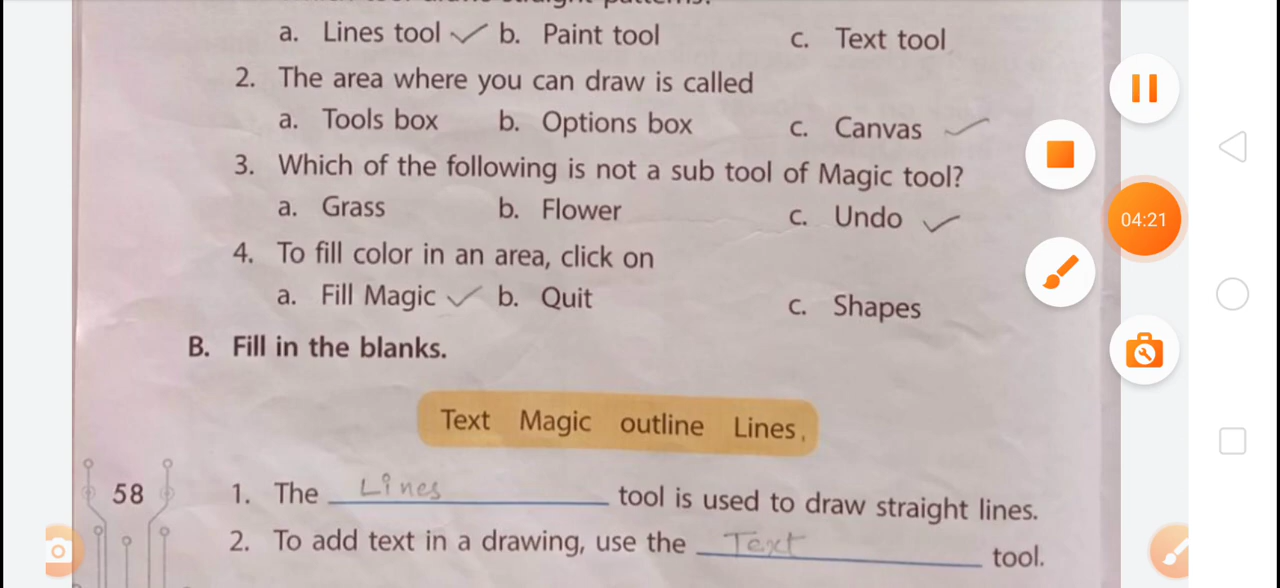 a. Lines tool ✓ b. Paint tool c. Text tool
2. The area where you can draw is called
a. Tools box b. Options box c. Canvas ✓
3. Which of the following is not a sub tool of Magic tool?
a. Grass b. Flower c. Undo ✓
4. To fill color in an area, click on
a. Fill Magic ✓ b. Quit c. Shapes
B. Fill in the blanks.
Text Magic outline Lines
58
1. The Lines tool is used to draw straight lines.
2. To add text in a drawing, use the Text tool.
04:21